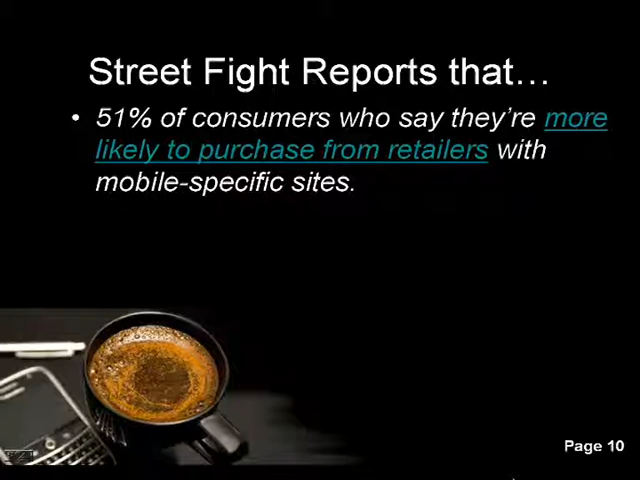 Street Fight Reports that…
• 51% of consumers who say they're more
likely to purchase from retailers with
mobile-specific sites.
Page 10